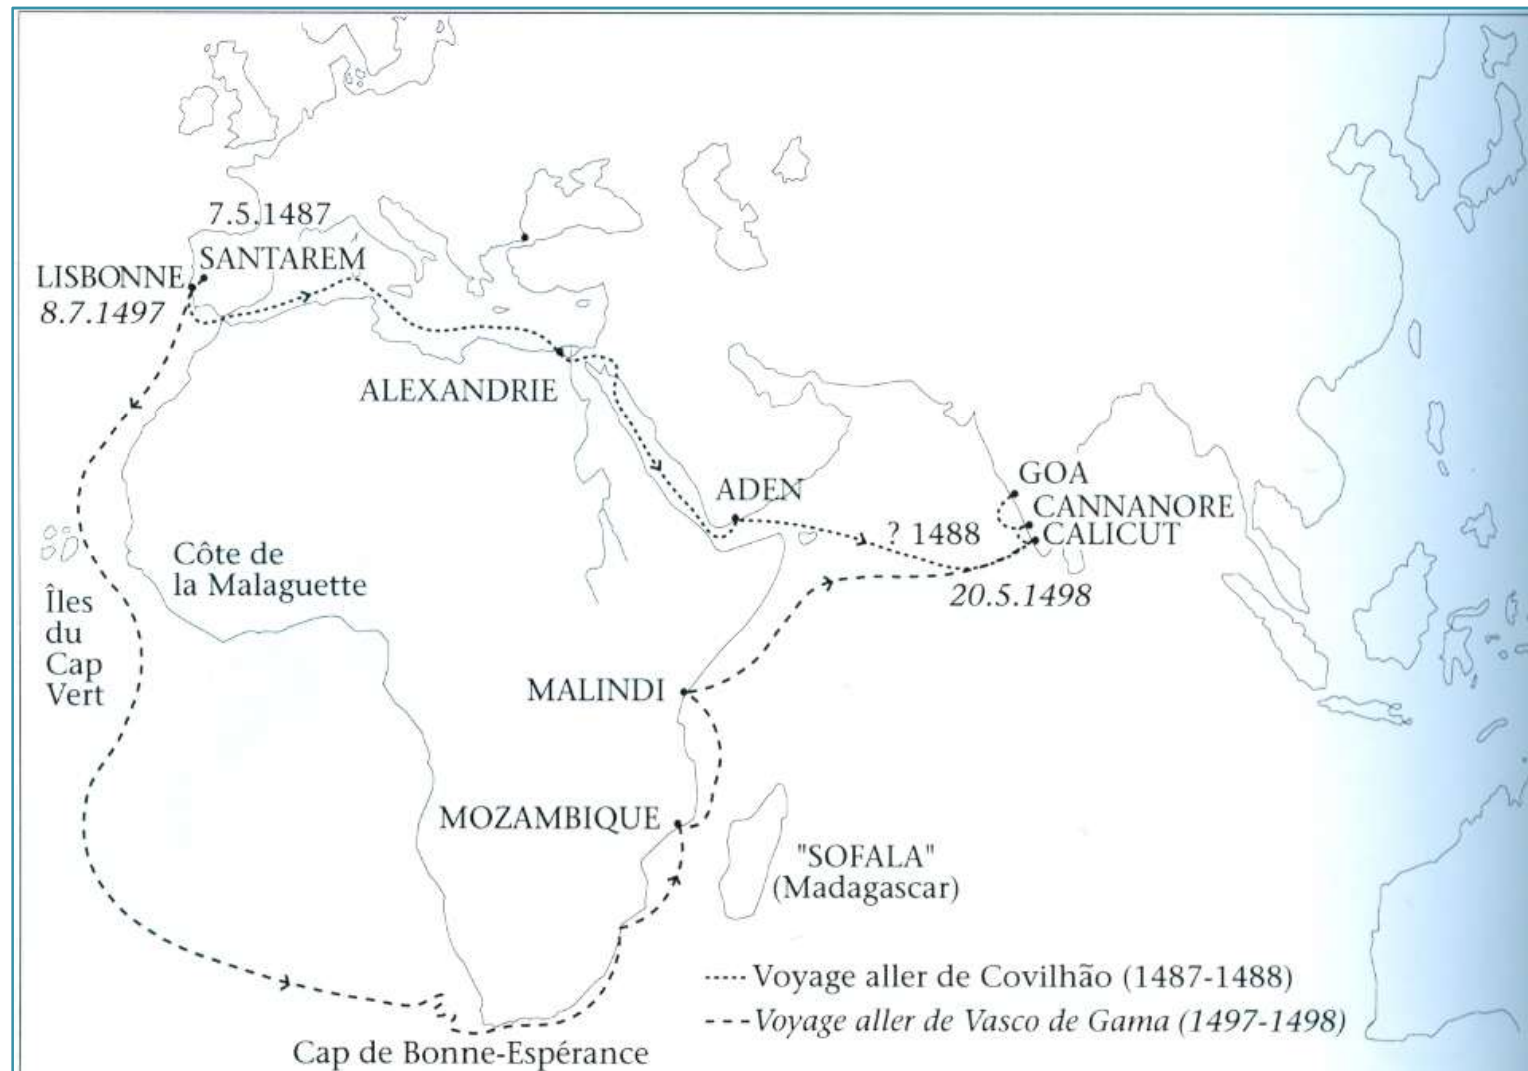 7.5.1487
SANTAREM
LISBONNE
8.7.1497
ALEXANDRIE
ADEN
GOA
CANNANORE
CALICUT
? 1488
20.5.1498
Côte de
la Malaguette
Îles
du
Cap
Vert
MALINDI
MOZAMBIQUE
"SOFALA"
(Madagascar)
Voyage aller de Covilhão (1487-1488)
Voyage aller de Vasco de Gama (1497-1498)
Cap de Bonne-Espérance